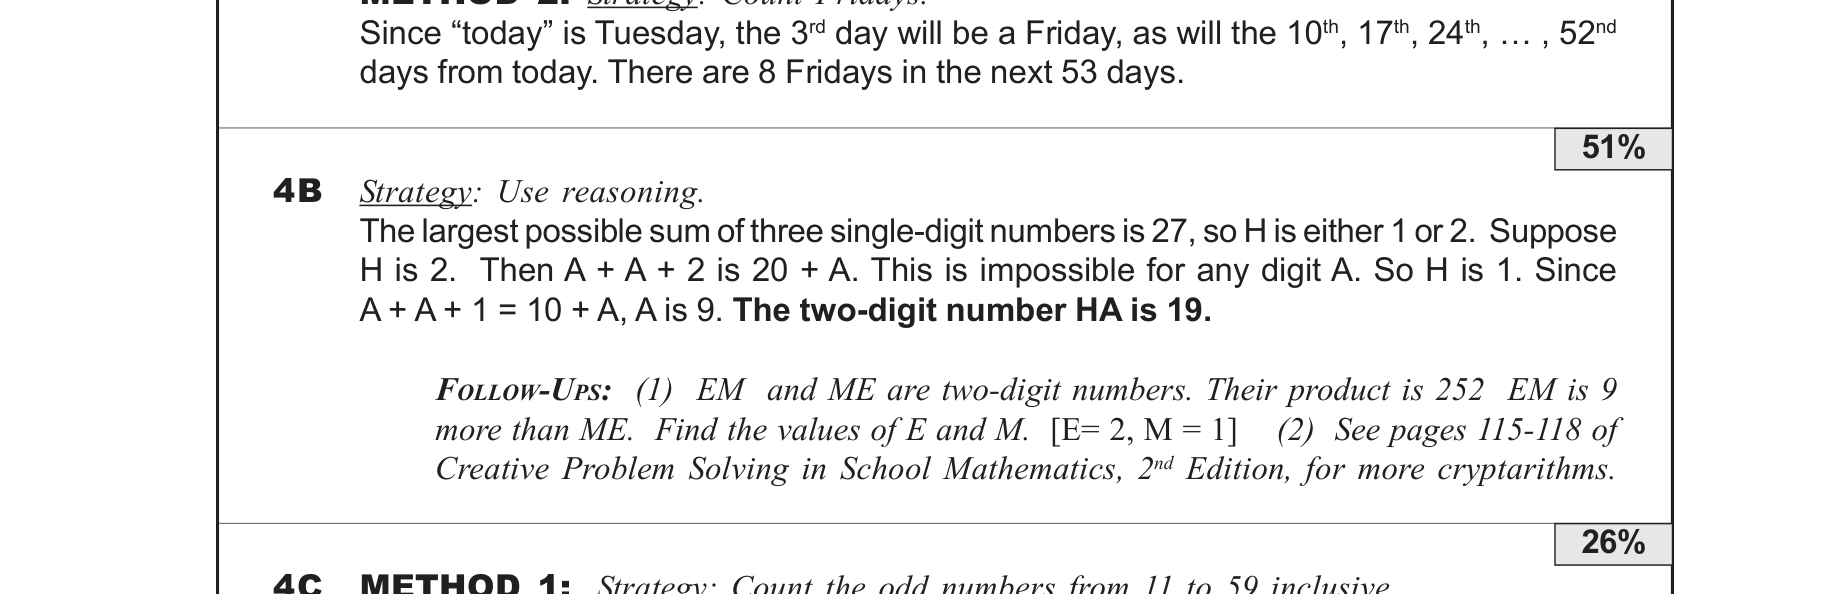 METHOD 2: Strategy: Count Fridays.
Since “today” is Tuesday, the 3rd day will be a Friday, as will the 10th, 17th, 24th, … , 52nd
days from today. There are 8 Fridays in the next 53 days.
51%
4B Strategy: Use reasoning.
The largest possible sum of three single-digit numbers is 27, so H is either 1 or 2. Suppose
H is 2. Then A + A + 2 is 20 + A. This is impossible for any digit A. So H is 1. Since
A + A + 1 = 10 + A, A is 9. The two-digit number HA is 19.
FOLLOW-UPS: (1) EM and ME are two-digit numbers. Their product is 252 EM is 9
more than ME. Find the values of E and M. [E= 2, M = 1] (2) See pages 115-118 of
Creative Problem Solving in School Mathematics, 2nd Edition, for more cryptarithms.
26%
4C METHOD 1: Strategy: Count the odd numbers from 11 to 59 inclusive